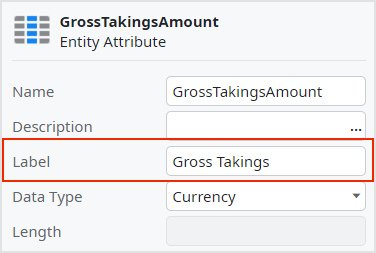 GrossTakingsAmount
Entity Attribute
Name GrossTakingsAmount
Description ...
Label Gross Takings
Data Type Currency
Length